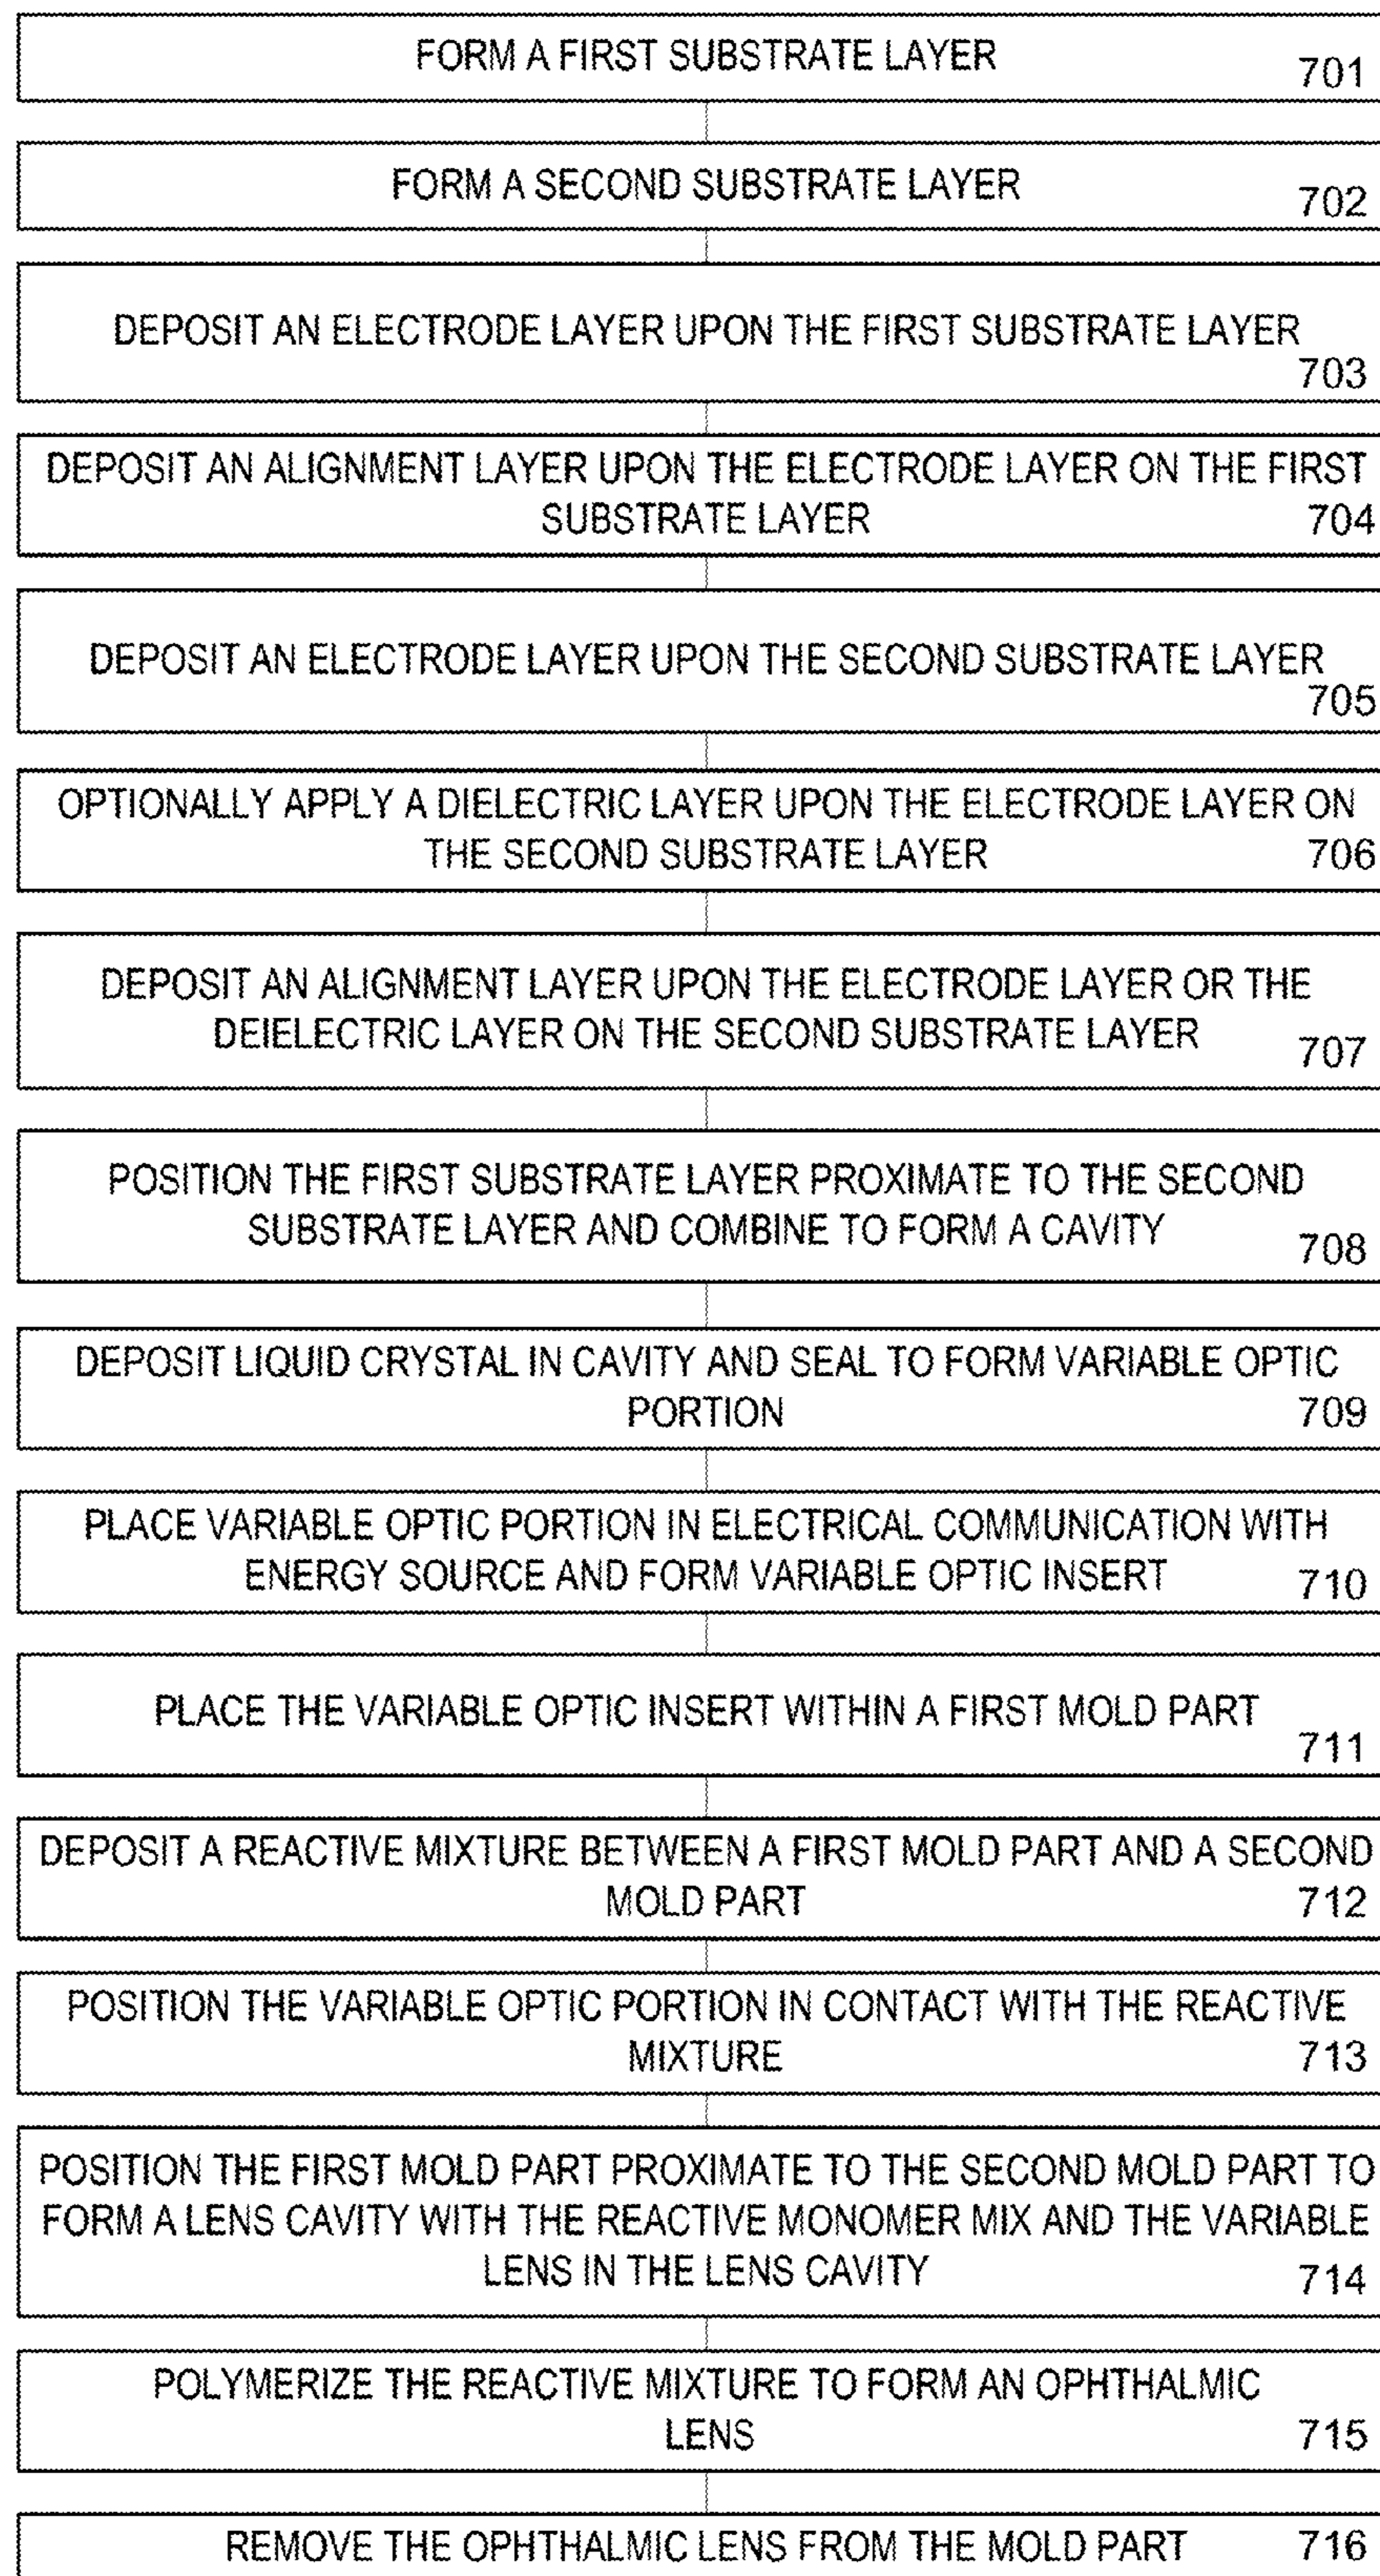 FORM A FIRST SUBSTRATE LAYER
701
FORM A SECOND SUBSTRATE LAYER
702
DEPOSIT AN ELECTRODE LAYER UPON THE FIRST SUBSTRATE LAYER
703
DEPOSIT AN ALIGNMENT LAYER UPON THE ELECTRODE LAYER ON THE FIRST
SUBSTRATE LAYER 704
DEPOSIT AN ELECTRODE LAYER UPON THE SECOND SUBSTRATE LAYER
705
OPTIONALLY APPLY A DIELECTRIC LAYER UPON THE ELECTRODE LAYER ON
THE SECOND SUBSTRATE LAYER 706
DEPOSIT AN ALIGNMENT LAYER UPON THE ELECTRODE LAYER OR THE
DEIELECTRIC LAYER ON THE SECOND SUBSTRATE LAYER 707
POSITION THE FIRST SUBSTRATE LAYER PROXIMATE TO THE SECOND
SUBSTRATE LAYER AND COMBINE TO FORM A CAVITY 708
DEPOSIT LIQUID CRYSTAL IN CAVITY AND SEAL TO FORM VARIABLE OPTIC
PORTION 709
PLACE VARIABLE OPTIC PORTION IN ELECTRICAL COMMUNICATION WITH
ENERGY SOURCE AND FORM VARIABLE OPTIC INSERT 710
PLACE THE VARIABLE OPTIC INSERT WITHIN A FIRST MOLD PART
711
DEPOSIT A REACTIVE MIXTURE BETWEEN A FIRST MOLD PART AND A SECOND
MOLD PART 712
POSITION THE VARIABLE OPTIC PORTION IN CONTACT WITH THE REACTIVE
MIXTURE 713
POSITION THE FIRST MOLD PART PROXIMATE TO THE SECOND MOLD PART TO
FORM A LENS CAVITY WITH THE REACTIVE MONOMER MIX AND THE VARIABLE
LENS IN THE LENS CAVITY 714
POLYMERIZE THE REACTIVE MIXTURE TO FORM AN OPHTHALMIC
LENS 715
REMOVE THE OPHTHALMIC LENS FROM THE MOLD PART 716